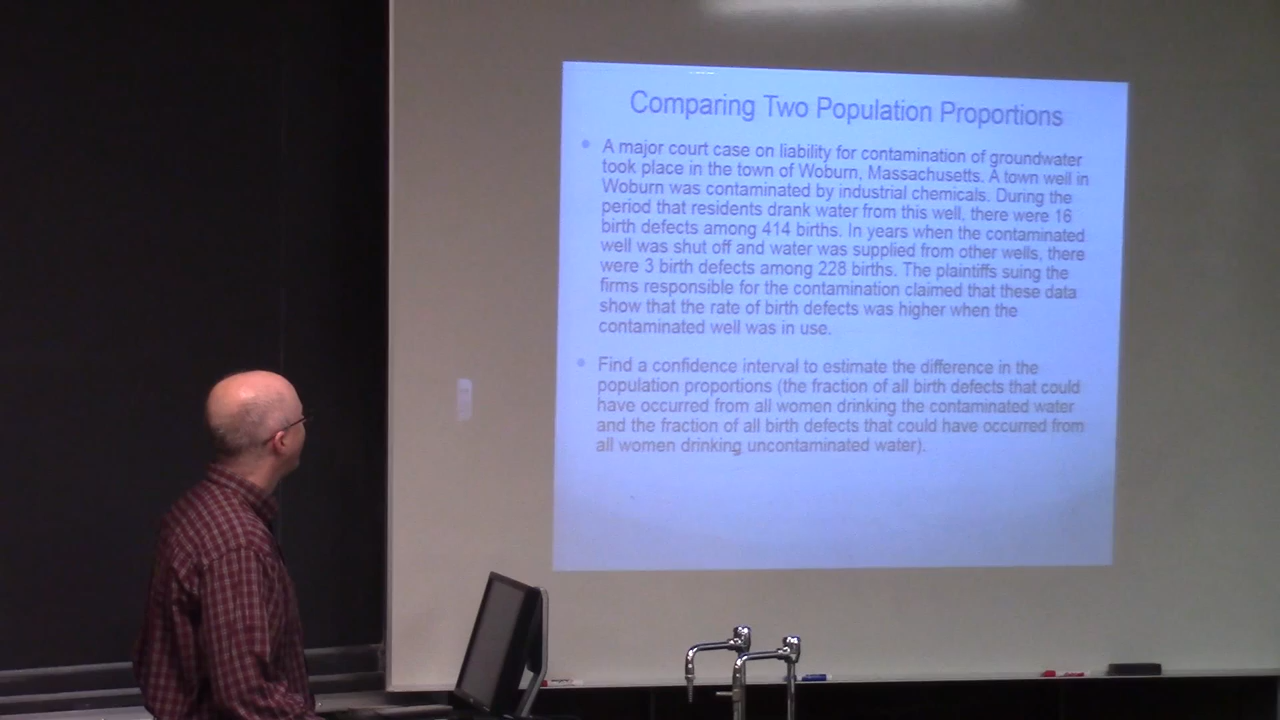 Comparing Two Population Proportions
• A major court case on liability for contamination of groundwater
took place in the town of Woburn, Massachusetts. A town well in
Woburn was contaminated by industrial chemicals. During the
period that residents drank water from this well, there were 16
birth defects among 414 births. In years when the contaminated
well was shut off and water was supplied from other wells, there
were 3 birth defects among 228 births. The plaintiffs suing the
firms responsible for the contamination claimed that these data
show that the rate of birth defects was higher when the
contaminated well was in use.
• Find a confidence interval to estimate the difference in the
population proportions (the fraction of all birth defects that could
have occurred from all women drinking the contaminated water
and the fraction of all birth defects that could have occurred from
all women drinking uncontaminated water).